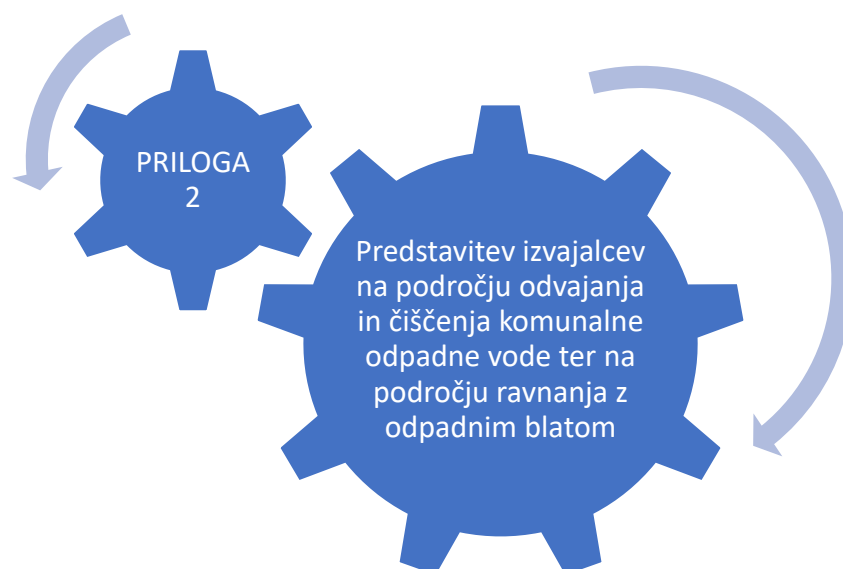 PRILOGA
2
Predstavitev izvajalcev
na področju odvajanja
in čiščenja komunalne
odpadne vode ter na
področju ravnanja z
odpadnim blatom